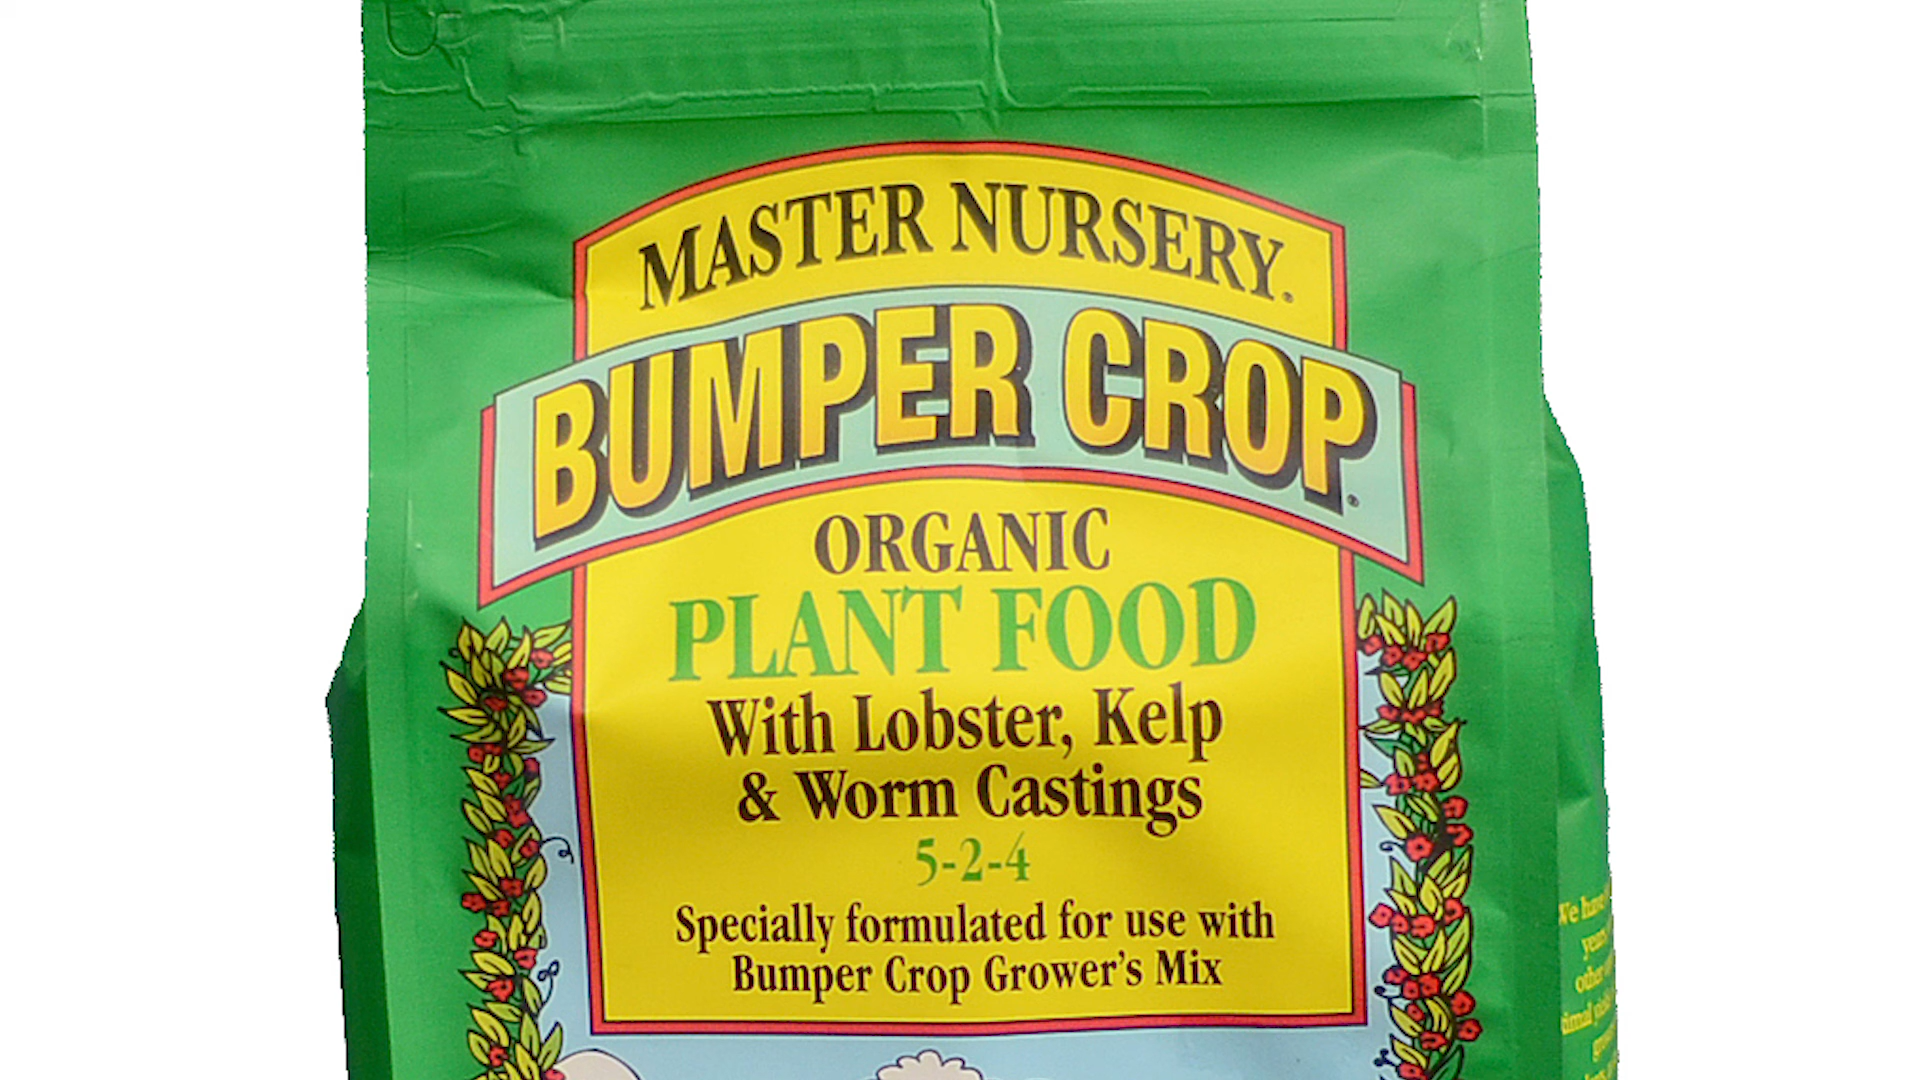 MASTER NURSERY®
BUMPER CROP®
ORGANIC
PLANT FOOD
With Lobster, Kelp
& Worm Castings
5-2-4
Specially formulated for use with
Bumper Crop Grower's Mix